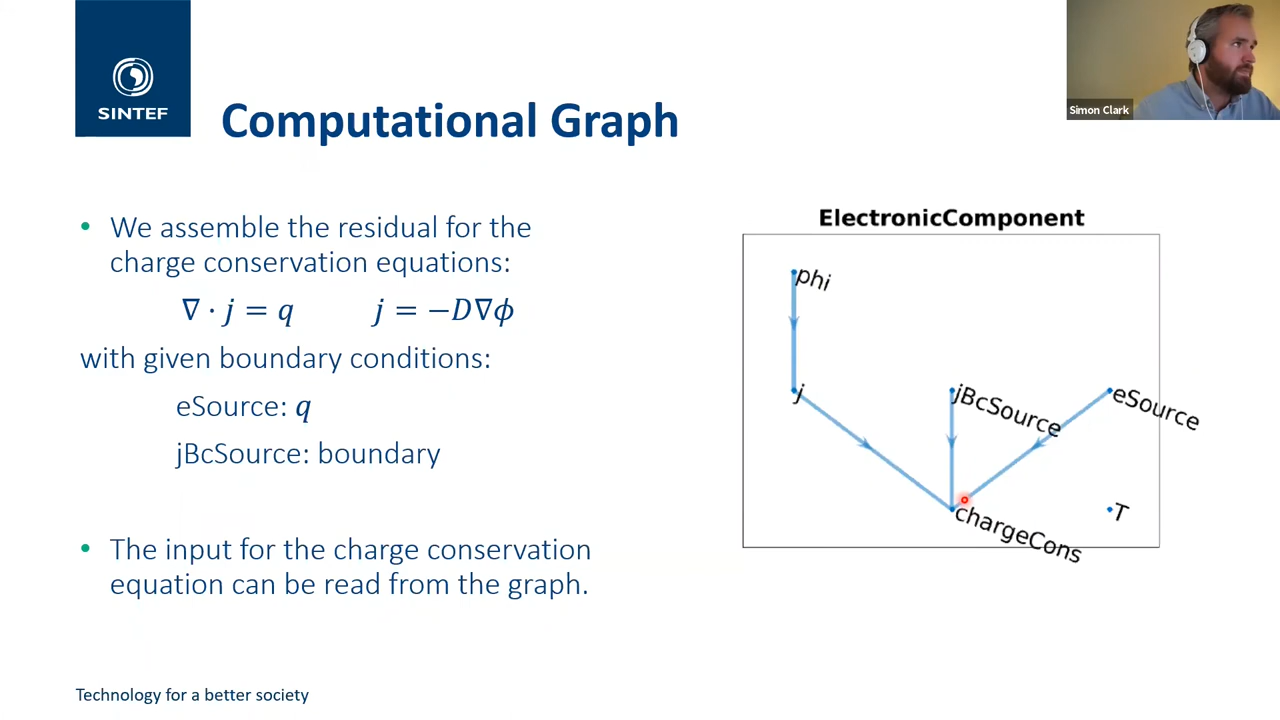 SINTEF
Simon Clark
Computational Graph
• We assemble the residual for the
charge conservation equations:
∇ · j = q j = −D∇ϕ
with given boundary conditions:
eSource: q
jBcSource: boundary
• The input for the charge conservation
equation can be read from the graph.
ElectronicComponent
phi
j
jBcSource
eSource
chargeCons
T
Technology for a better society